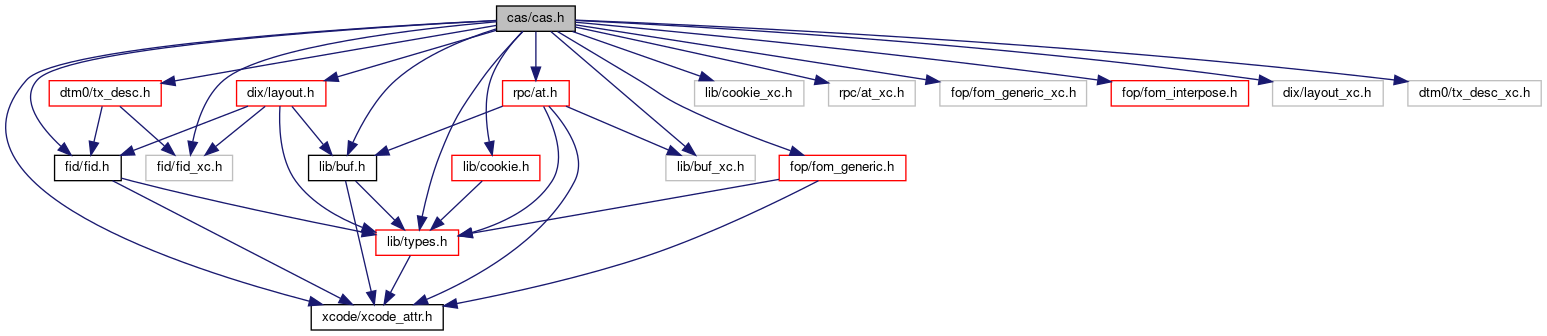 cas/cas.h
dtm0/tx_desc.h
dix/layout.h
rpc/at.h
lib/cookie_xc.h
rpc/at_xc.h
fop/fom_generic_xc.h
fop/fom_interpose.h
dix/layout_xc.h
dtm0/tx_desc_xc.h
fid/fid.h
fid/fid_xc.h
lib/buf.h
lib/cookie.h
lib/buf_xc.h
fop/fom_generic.h
lib/types.h
xcode/xcode_attr.h